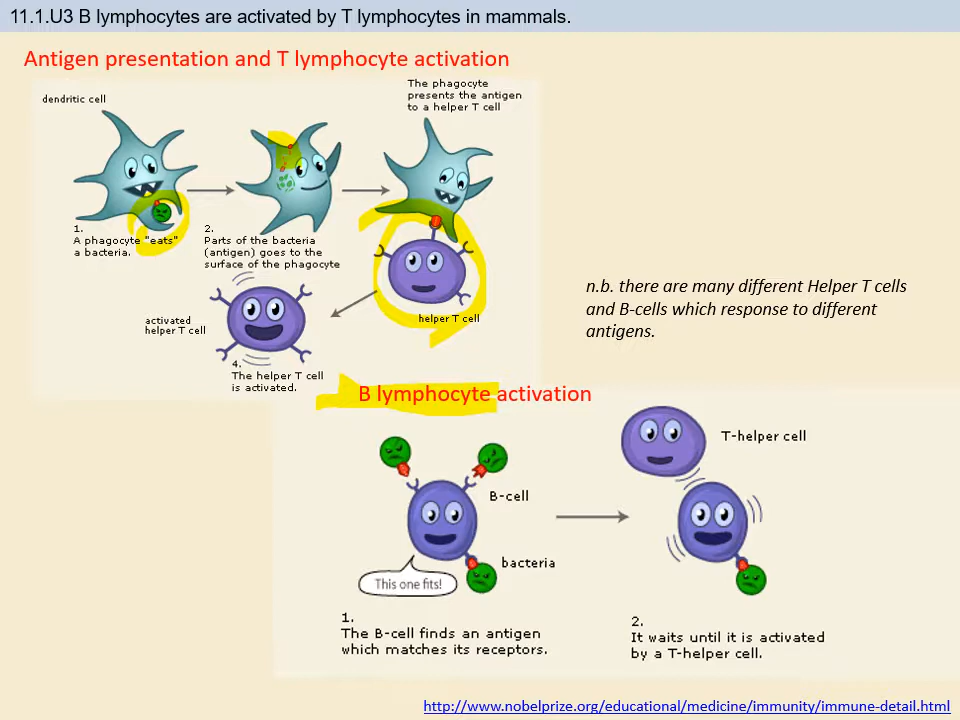 11.1.U3 B lymphocytes are activated by T lymphocytes in mammals.
Antigen presentation and T lymphocyte activation
dendritic cell
The phagocyte
presents the antigen
to a helper T cell
1.
A phagocyte "eats"
a bacteria.
2.
Parts of the bacteria
(antigen) goes to the
surface of the phagocyte
helper T cell
activated
helper T cell
4.
The helper T cell
is activated.
n.b. there are many different Helper T cells
and B-cells which response to different
antigens.
B lymphocyte activation
B-cell
bacteria
This one fits!
1.
The B-cell finds an antigen
which matches its receptors.
T-helper cell
2.
It waits until it is activated
by a T-helper cell.
http://www.nobelprize.org/educational/medicine/immunity/immune-detail.html